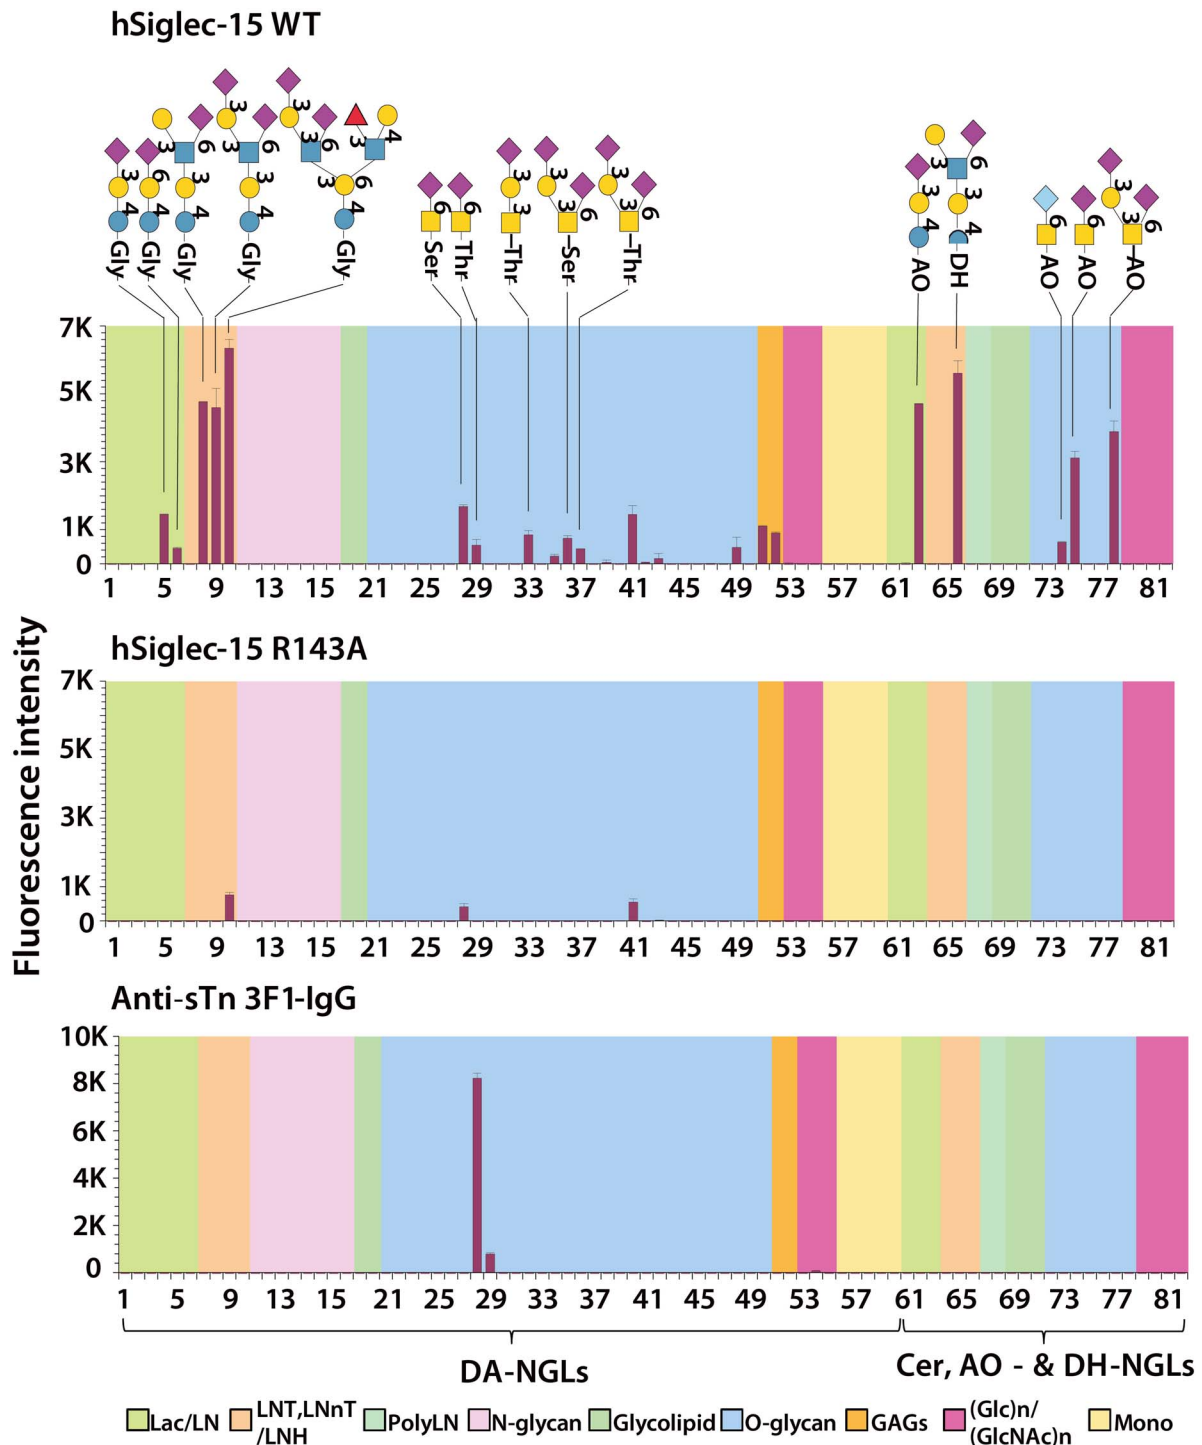 hSiglec-15 WT
3 3 3
3 6 6 3 6 3 4
3 6 3 3 3 6
4 4 4 4 4
Gly Gly Gly Gly Gly
6 6 3 3 6 3 6
Ser Thr 3 Thr 3 Ser 3 Thr
3 6
3 3
4 4
AO DH
3
6 6 3 6
AO AO AO
7K
5K
3K
1K
0
1 5 9 13 15 21 25 29 33 37 41 45 49 53 57 61 65 69 73 77 81
Fluorescence intensity
hSiglec-15 R143A
7K
5K
3K
1K
0
1 5 9 13 15 21 25 29 33 37 41 45 49 53 57 61 65 69 73 77 81
Anti-sTn 3F1-IgG
10K
8K
6K
4K
2K
0
1 5 9 13 15 21 25 29 33 37 41 45 49 53 57 61 65 69 73 77 81
DA-NGLs
Cer, AO - & DH-NGLs
Lac/LN
LNT,LNnT
/LNH
PolyLN
N-glycan
Glycolipid
O-glycan
GAGs
(Glc)n/
(GlcNAc)n
Mono